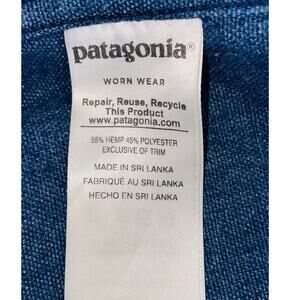 patagonia®
WORN WEAR
Repair, Reuse, Recycle
This Product
www.patagonia.com
55% HEMP 45% POLYESTER
EXCLUSIVE OF TRIM
MADE IN SRI LANKA
FABRIQUÉ AU SRI LANKA
HECHO EN SRI LANKA